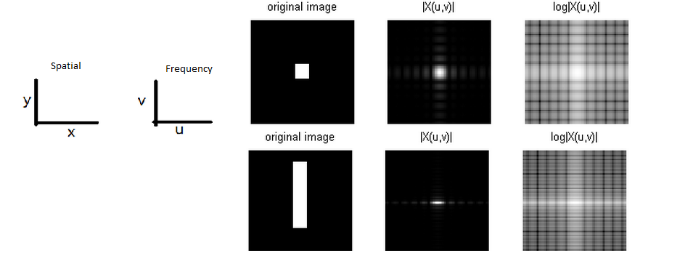 original image
|X(u,v)|
log|X(u,v)|
Spatial
Frequency
y
x
v
u
original image
|X(u,v)|
log|X(u,v)|